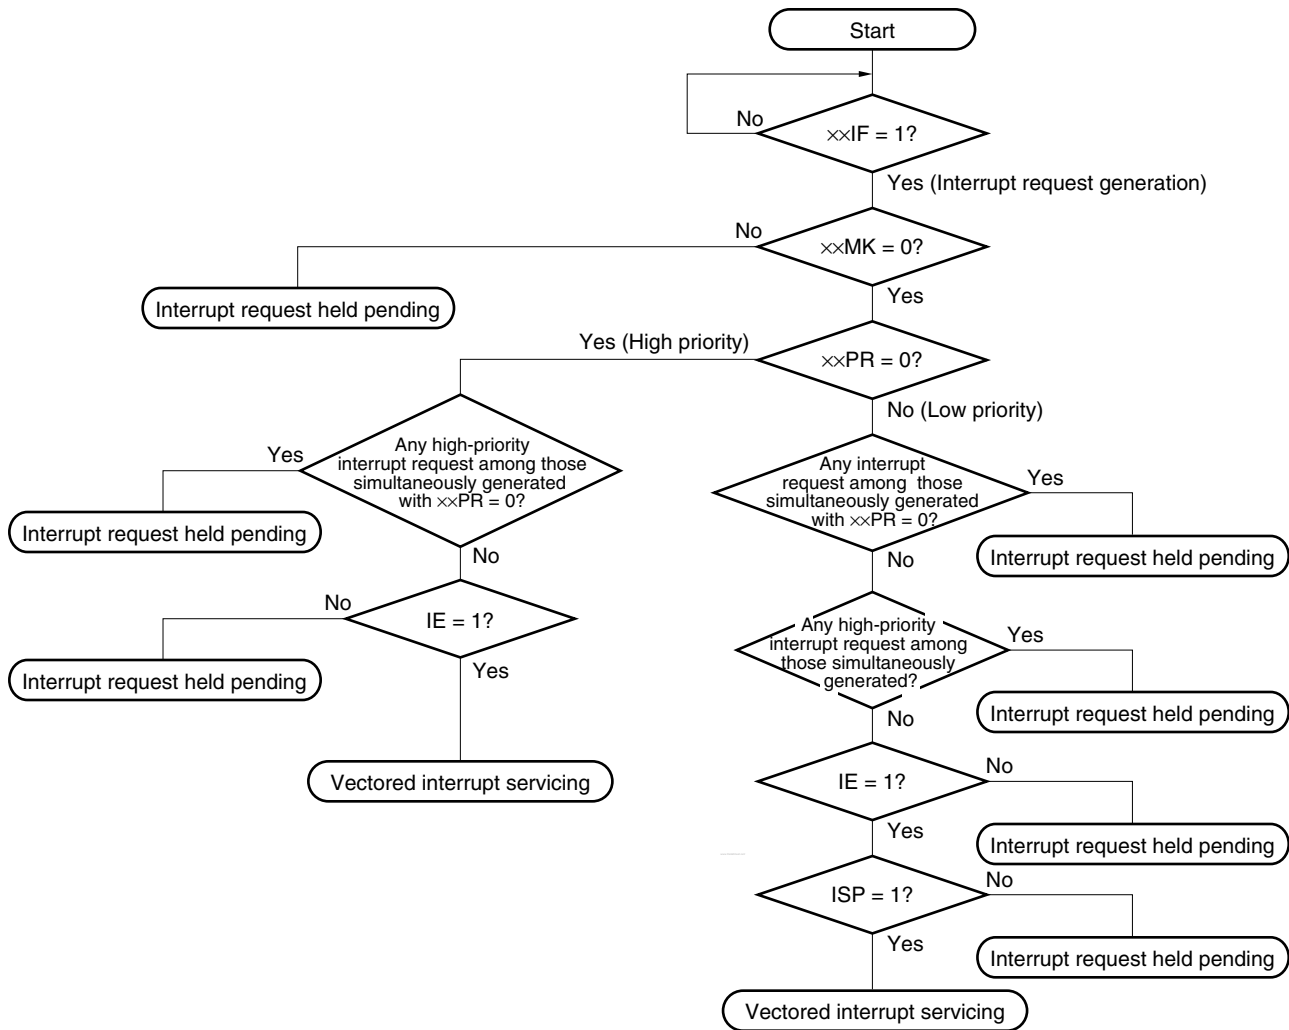 Start
No
××IF = 1?
Yes (Interrupt request generation)
No
××MK = 0?
Interrupt request held pending
Yes
Yes (High priority)
××PR = 0?
No (Low priority)
Yes
Any high-priority
interrupt request among those
simultaneously generated
with ××PR = 0?
Any interrupt
request among those
simultaneously generated
with ××PR = 0?
Yes
Interrupt request held pending
No
No
Interrupt request held pending
No
IE = 1?
Any high-priority
interrupt request among
those simultaneously
generated?
Yes
Interrupt request held pending
Yes
Interrupt request held pending
No
Vectored interrupt servicing
IE = 1?
No
Yes
Interrupt request held pending
ISP = 1?
No
Yes
Interrupt request held pending
Vectored interrupt servicing